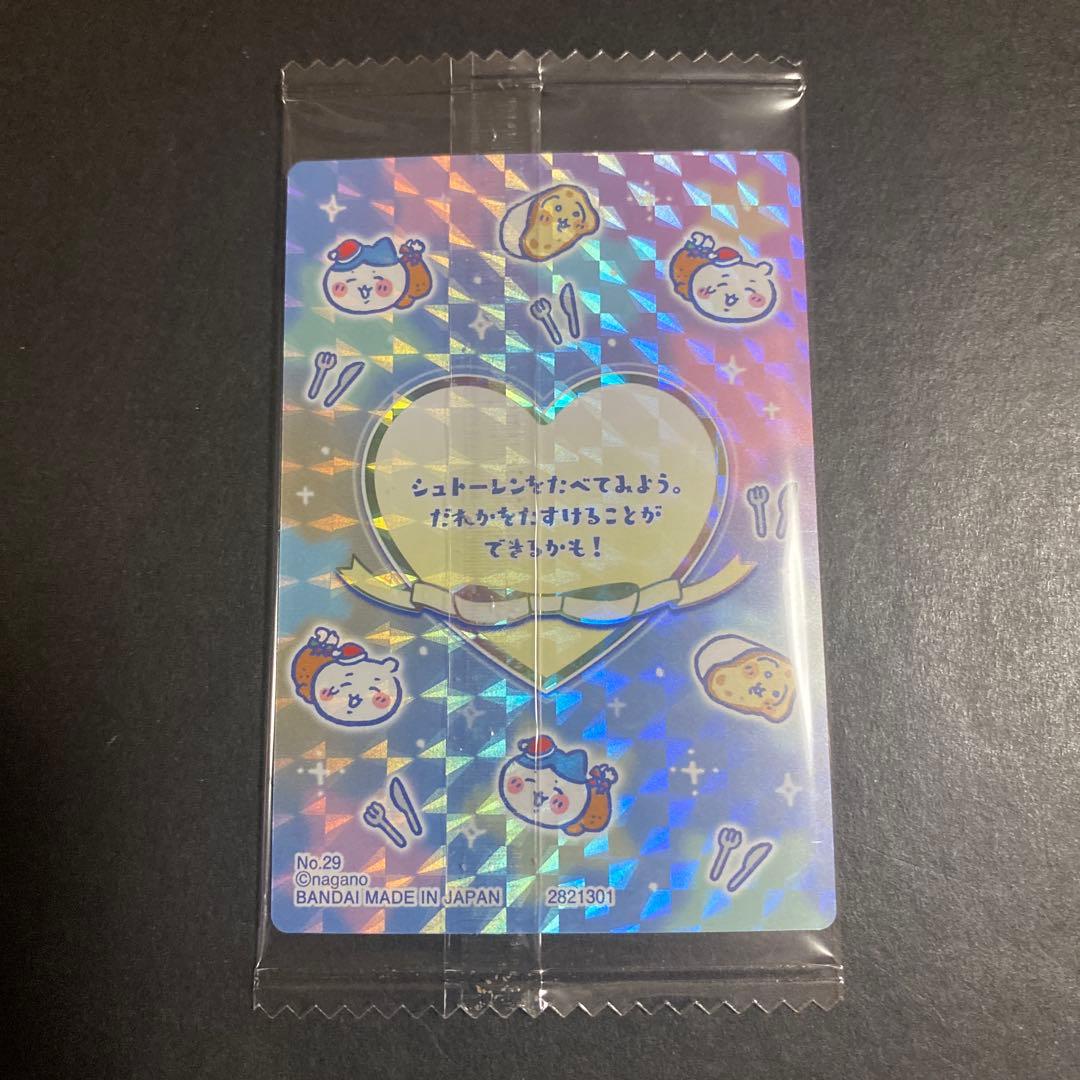 シュトーレンをたべてみよう。
だれかをたすけることが
できるかも!
No.29
©nagano
BANDAI MADE IN JAPAN 2821301